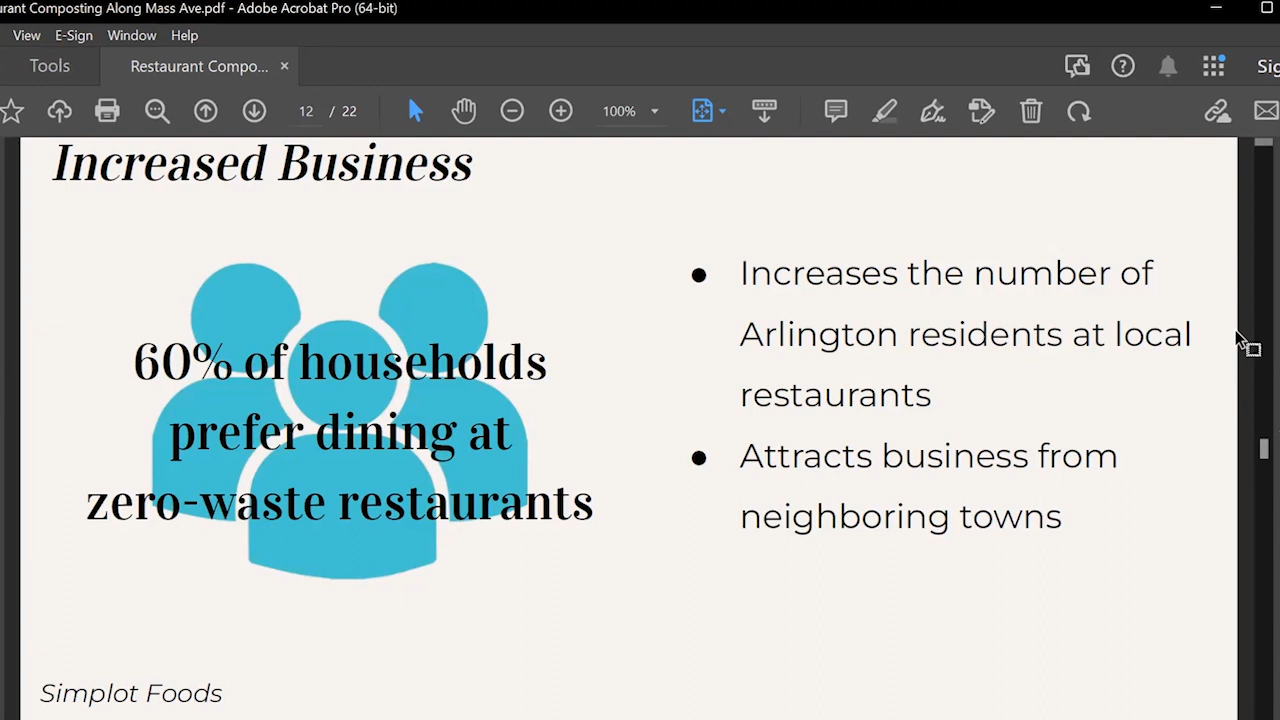 urant Composting Along Mass Ave.pdf - Adobe Acrobat Pro (64-bit)
View E-Sign Window Help
Tools Restaurant Compo... ×
12 / 22 100%
Increased Business
60% of households
prefer dining at
zero-waste restaurants
● Increases the number of
Arlington residents at local
restaurants
● Attracts business from
neighboring towns
Simplot Foods